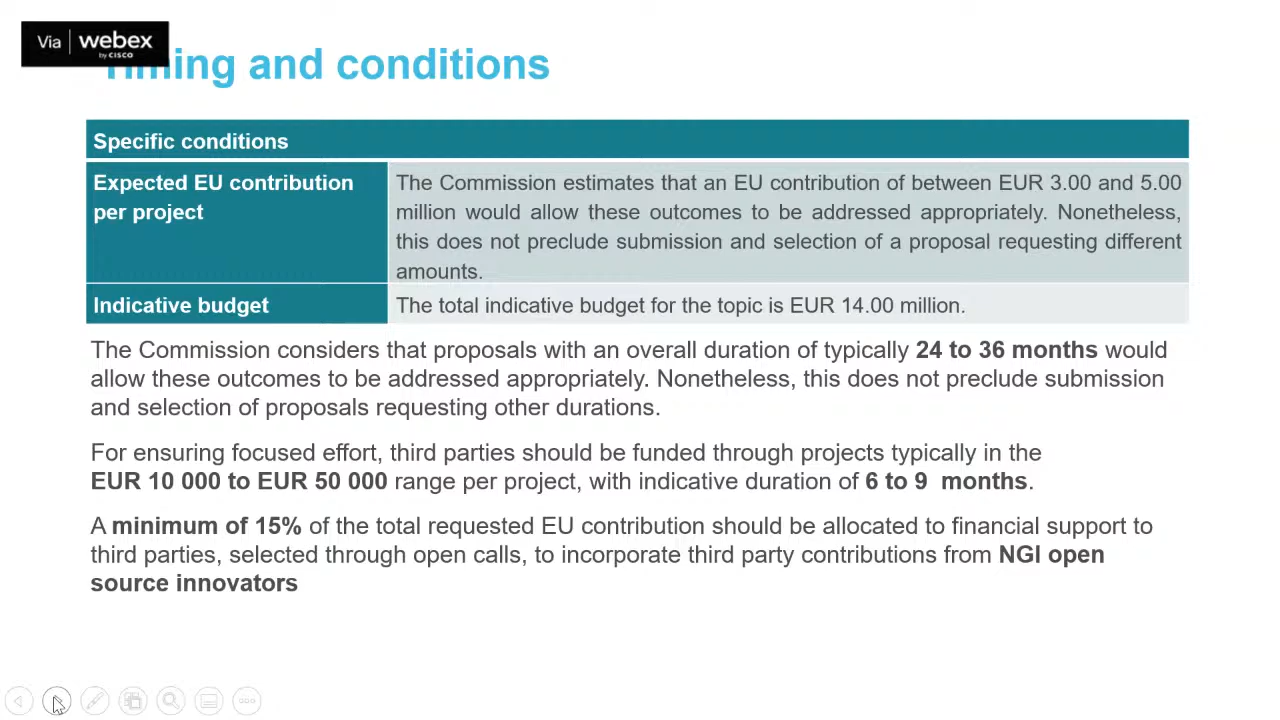 Via webex
by CISCO
Timing and conditions
Specific conditions
Expected EU contribution
per project
The Commission estimates that an EU contribution of between EUR 3.00 and 5.00
million would allow these outcomes to be addressed appropriately. Nonetheless,
this does not preclude submission and selection of a proposal requesting different
amounts.
Indicative budget
The total indicative budget for the topic is EUR 14.00 million.
The Commission considers that proposals with an overall duration of typically 24 to 36 months would
allow these outcomes to be addressed appropriately. Nonetheless, this does not preclude submission
and selection of proposals requesting other durations.
For ensuring focused effort, third parties should be funded through projects typically in the
EUR 10 000 to EUR 50 000 range per project, with indicative duration of 6 to 9  months.
A minimum of 15% of the total requested EU contribution should be allocated to financial support to
third parties, selected through open calls, to incorporate third party contributions from NGI open
source innovators